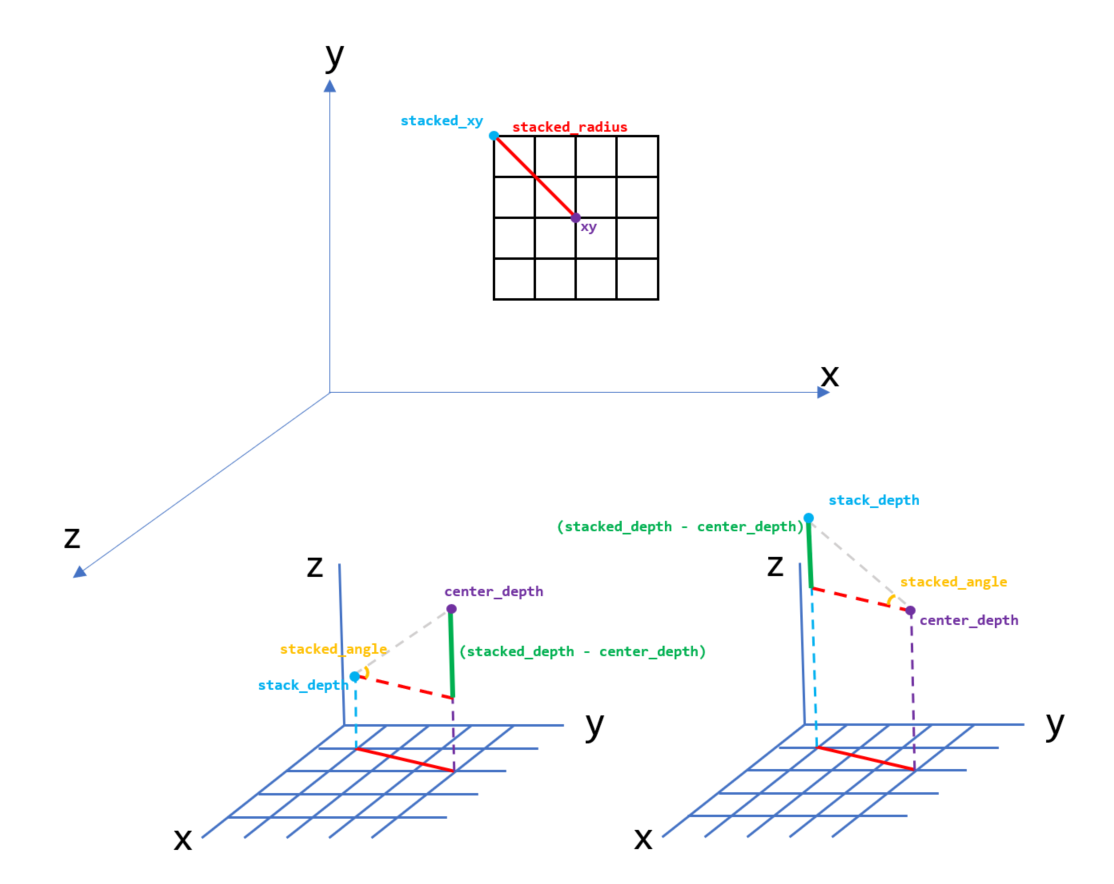 y
stacked_xy
stacked_radius
xy
x
z
stack_depth
(stacked_depth - center_depth)
z
z
center_depth
stacked_angle
center_depth
stacked_angle
(stacked_depth - center_depth)
stack_depth
y
y
x
x